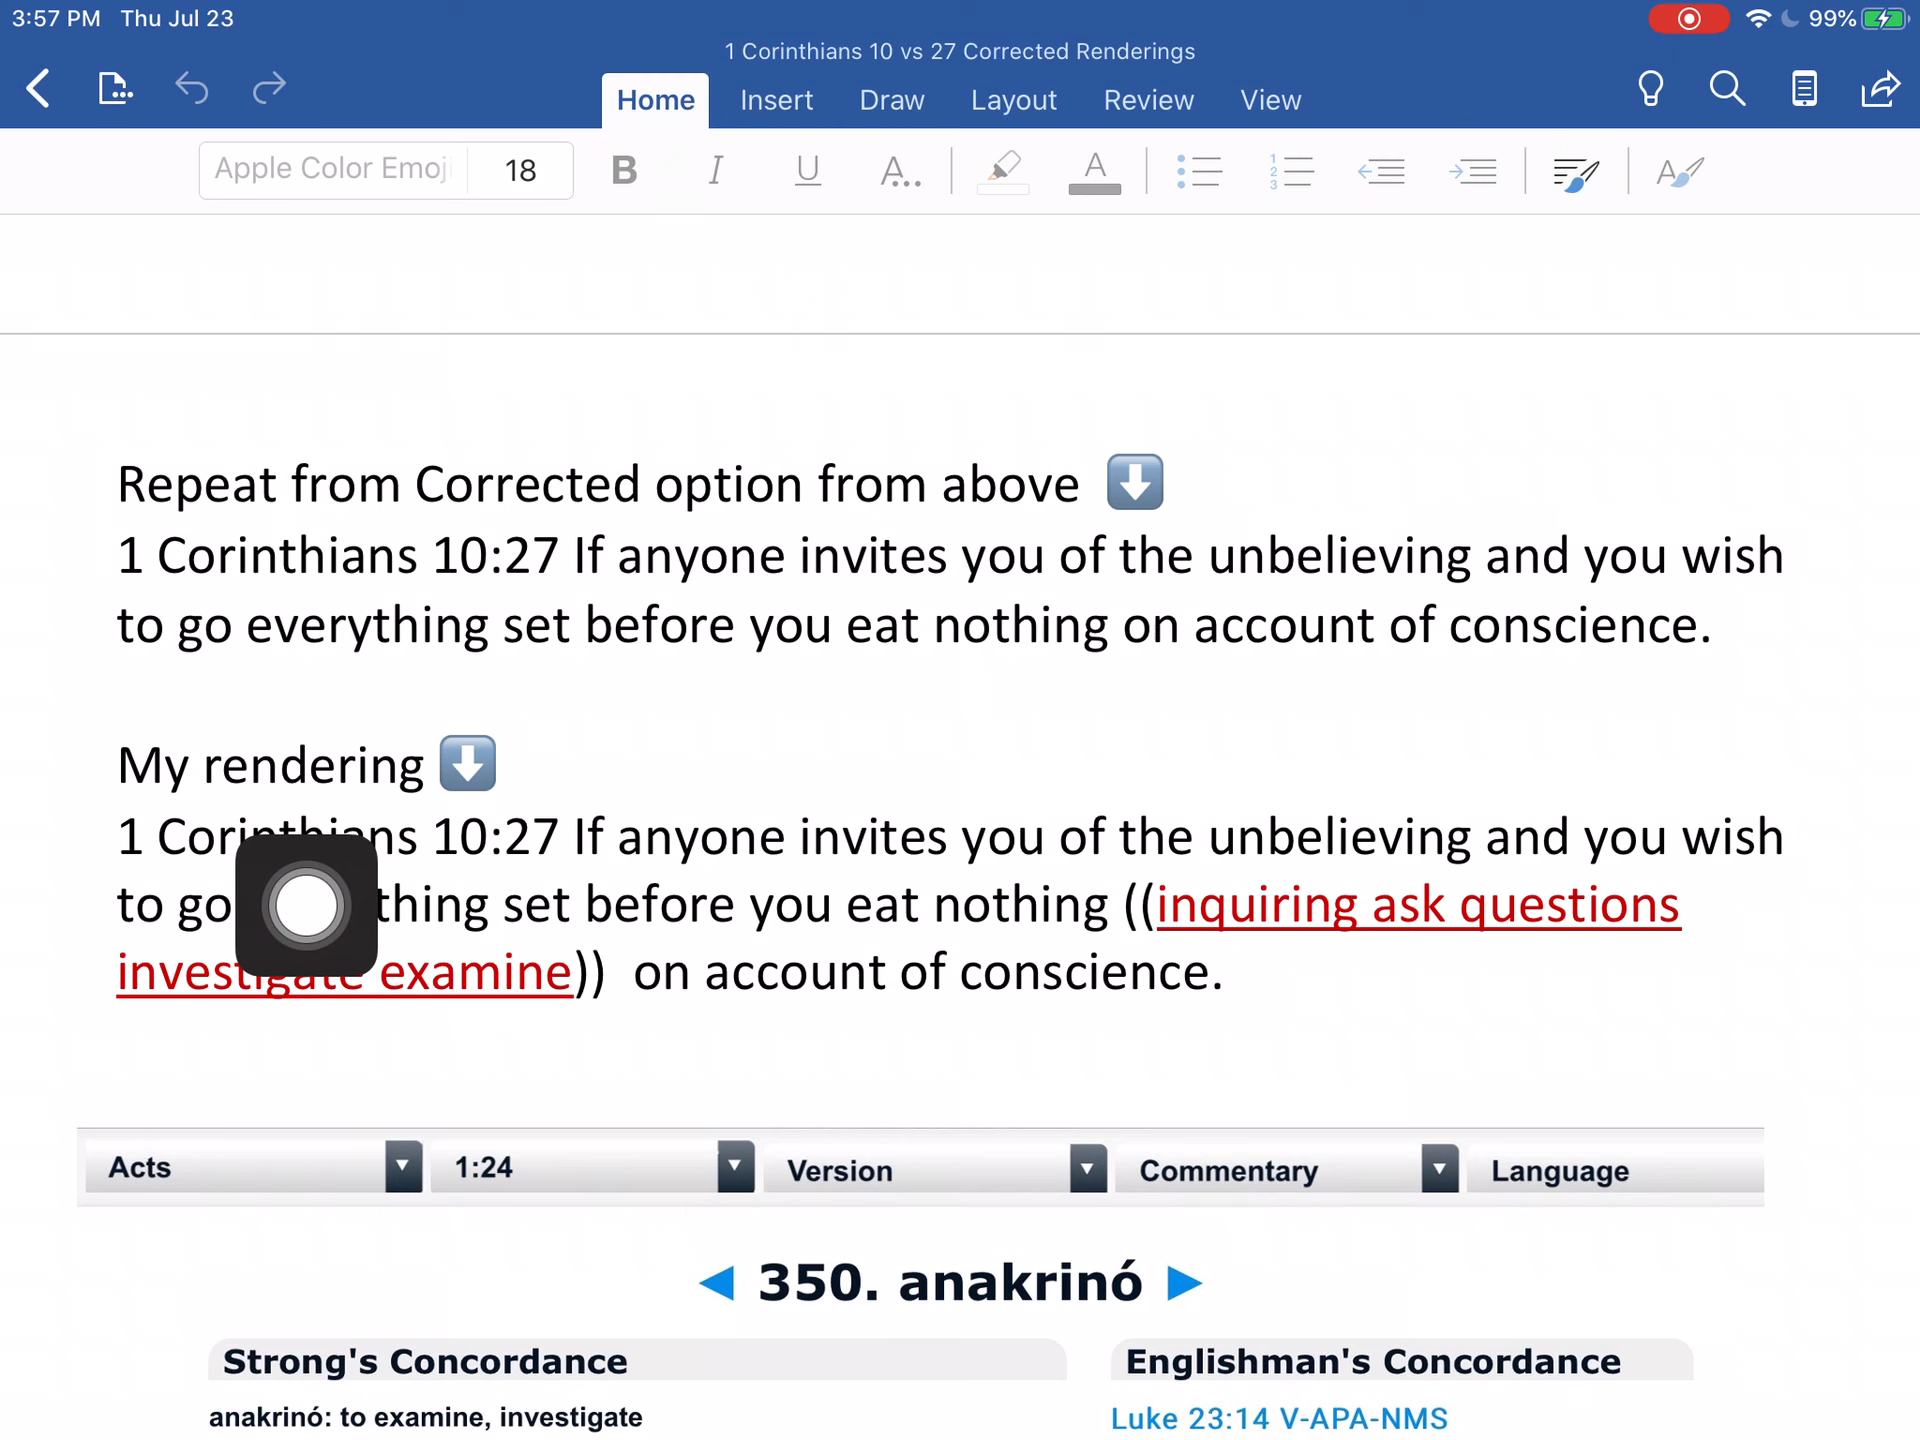 3:57 PM Thu Jul 23
99%
1 Corinthians 10 vs 27 Corrected Renderings
Home Insert Draw Layout Review View
Apple Color Emoj 18 B I U A..
Repeat from Corrected option from above ⬇️
1 Corinthians 10:27 If anyone invites you of the unbelieving and you wish
to go everything set before you eat nothing on account of conscience.
My rendering ⬇️
1 Corinthians 10:27 If anyone invites you of the unbelieving and you wish
to go thing set before you eat nothing ((inquiring ask questions
investigate examine)) on account of conscience.
Acts 1:24 Version Commentary Language
◀ 350. anakrinó ▶
Strong's Concordance
anakrinó: to examine, investigate
Englishman's Concordance
Luke 23:14 V-APA-NMS